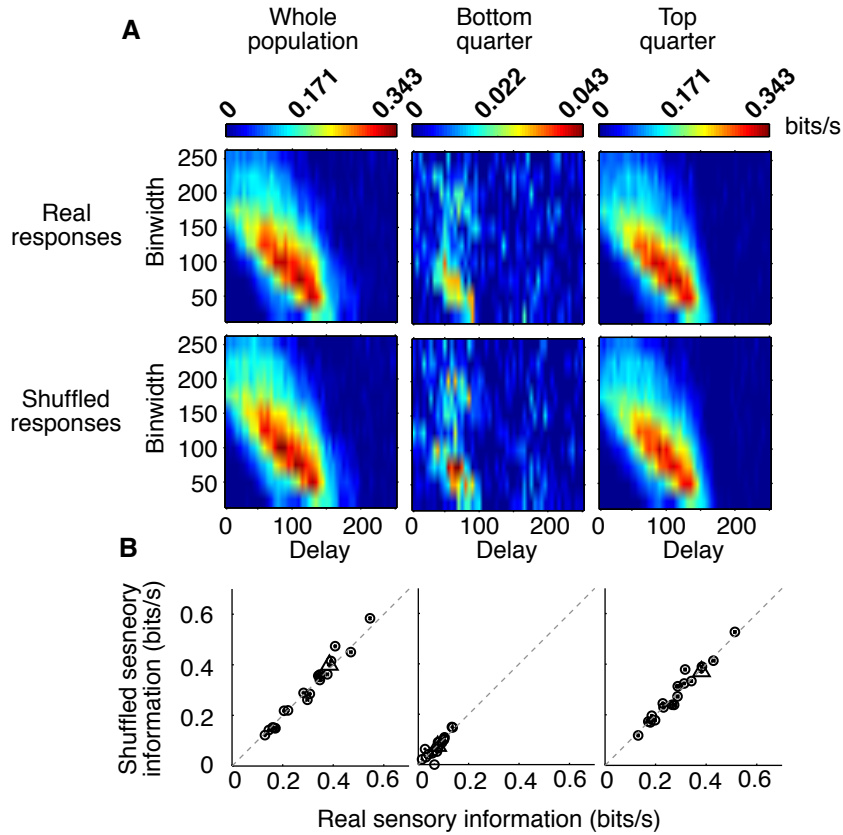 A
Whole population
Bottom quarter
Top quarter
0 0.171 0.343
0 0.022 0.043
0 0.171 0.343
bits/s
Real responses
Binwidth
250
200
150
100
50
Shuffled responses
Binwidth
250
200
150
100
50
0 100 200
0 100 200
0 100 200
Delay
Delay
Delay
B
Shuffled sesneory information (bits/s)
0.6
0.4
0.2
0
0 0.2 0.4 0.6
0 0.2 0.4 0.6
0 0.2 0.4 0.6
Real sensory information (bits/s)